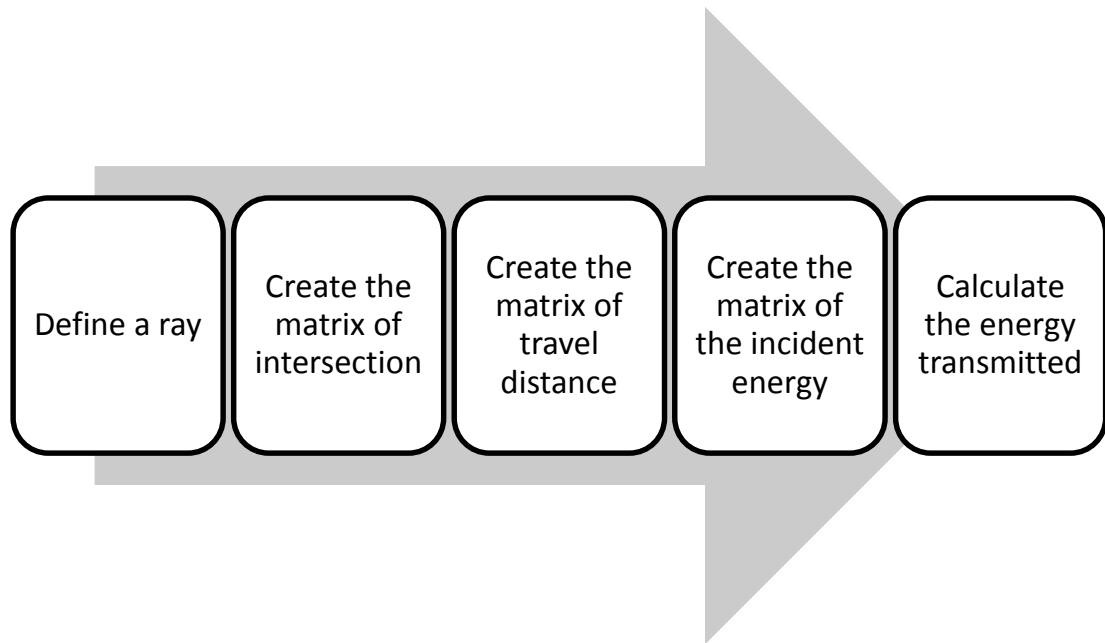 Define a ray
Create the
matrix of
intersection
Create the
matrix of
travel
distance
Create the
matrix of
the incident
energy
Calculate
the energy
transmitted